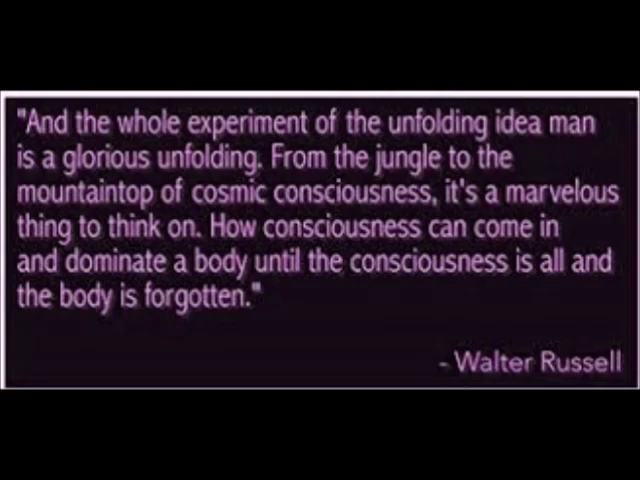 "And the whole experiment of the unfolding idea man
is a glorious unfolding. From the jungle to the
mountaintop of cosmic consciousness, it's a marvelous
thing to think on. How consciousness can come in
and dominate a body until the consciousness is all and
the body is forgotten."
- Walter Russell